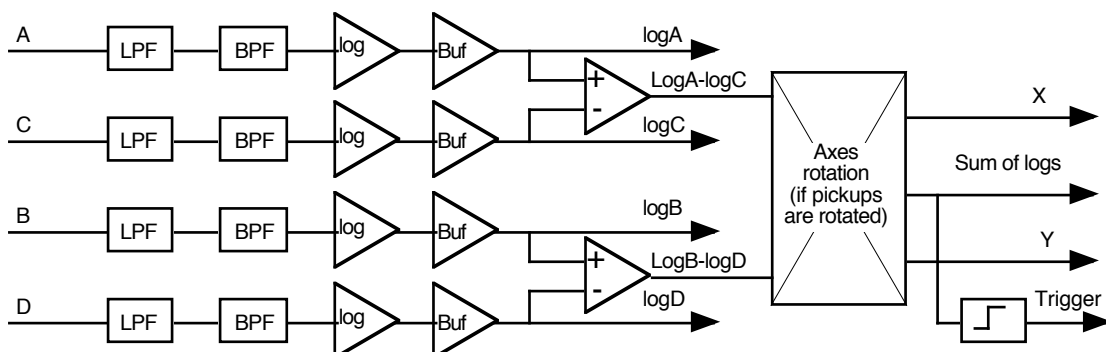 A
LPF
BPF
log
Buf
logA
LogA-logC
+
-
C
LPF
BPF
log
Buf
logC
B
LPF
BPF
log
Buf
logB
LogB-logD
+
-
D
LPF
BPF
log
Buf
logD
Axes
rotation
(if pickups
are rotated)
X
Sum of logs
Y
Trigger